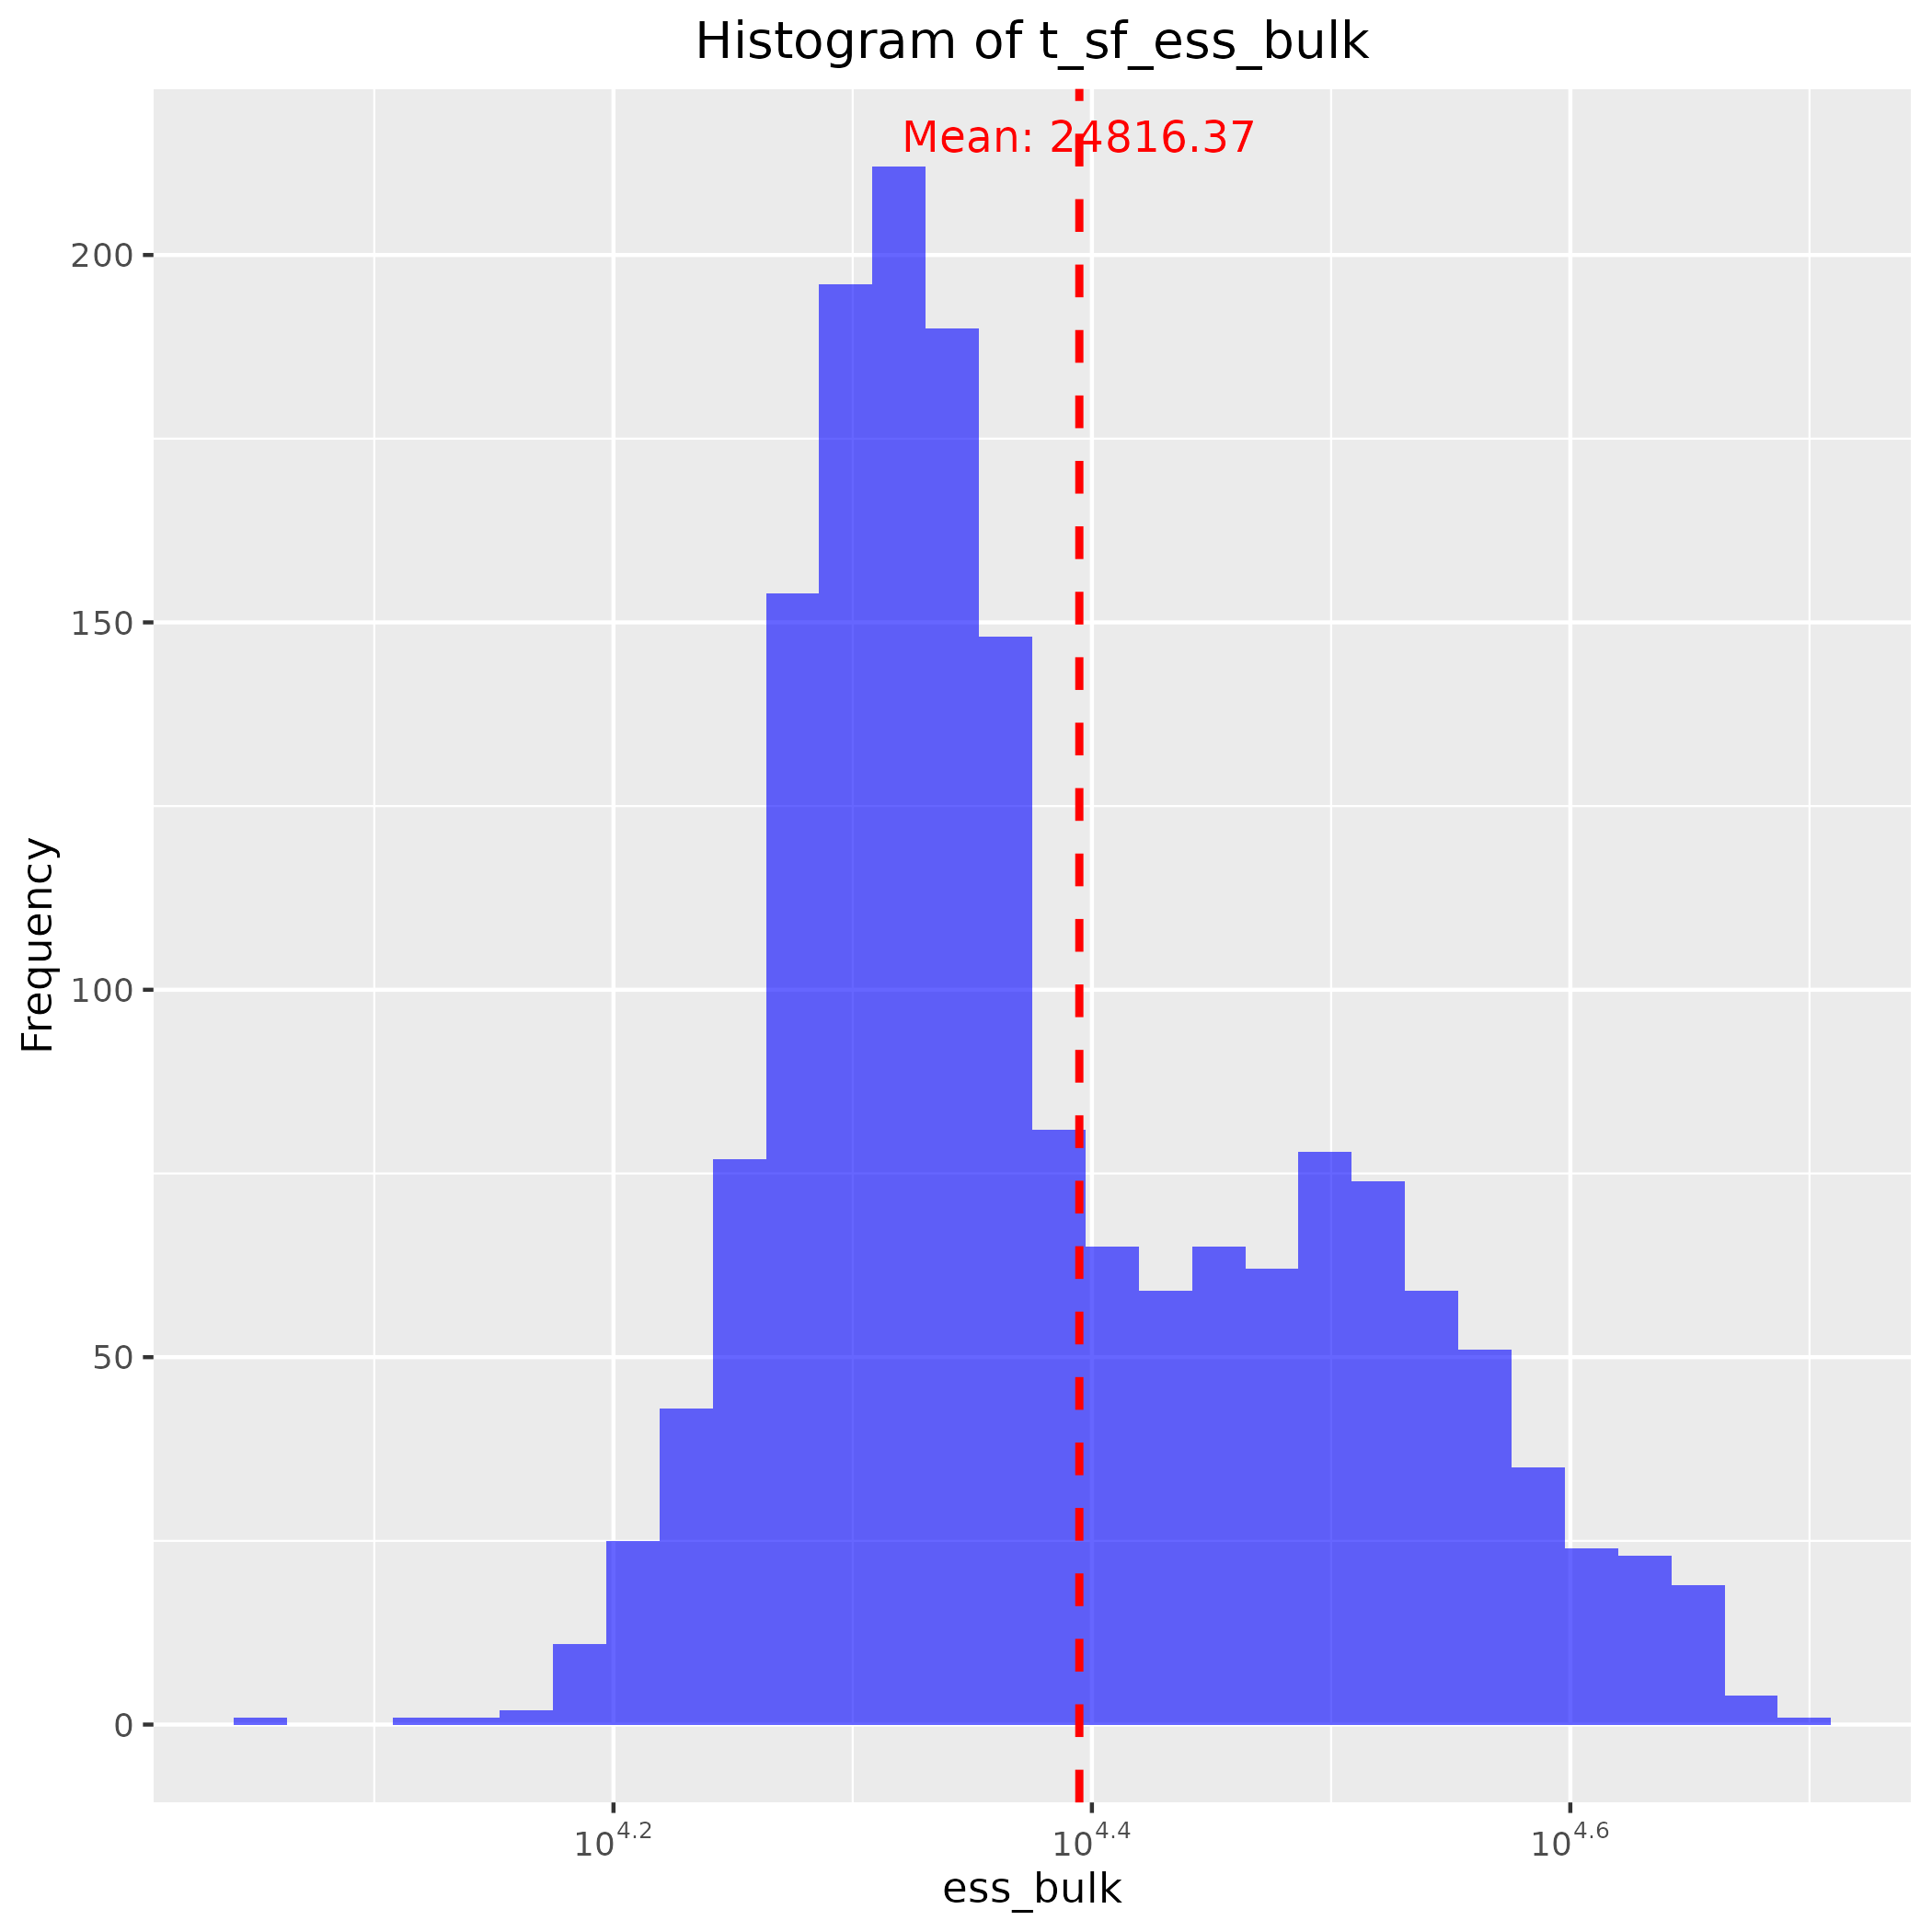 Histogram of t_sf_ess_bulk
Mean: 24816.37
200
150
100
50
0
Frequency
10^4.2 10^4.4 10^4.6
ess_bulk